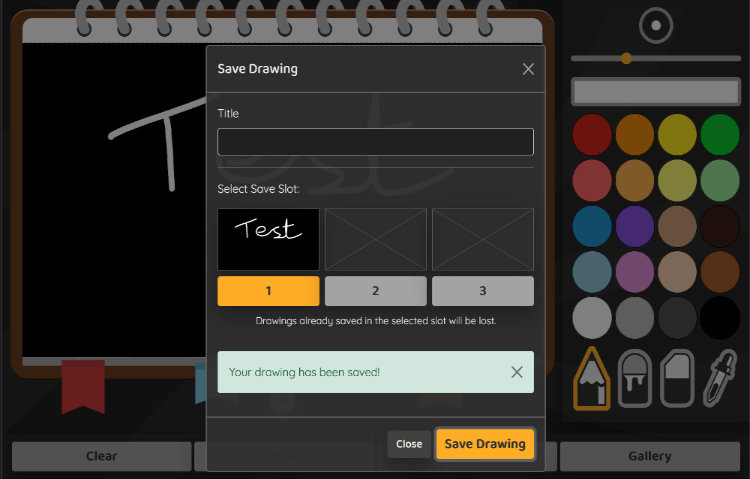 Save Drawing
Title
Test
Select Save Slot:
Test
1 2 3
Drawings already saved in the selected slot will be lost.
Your drawing has been saved!
Close Save Drawing
Clear Gallery